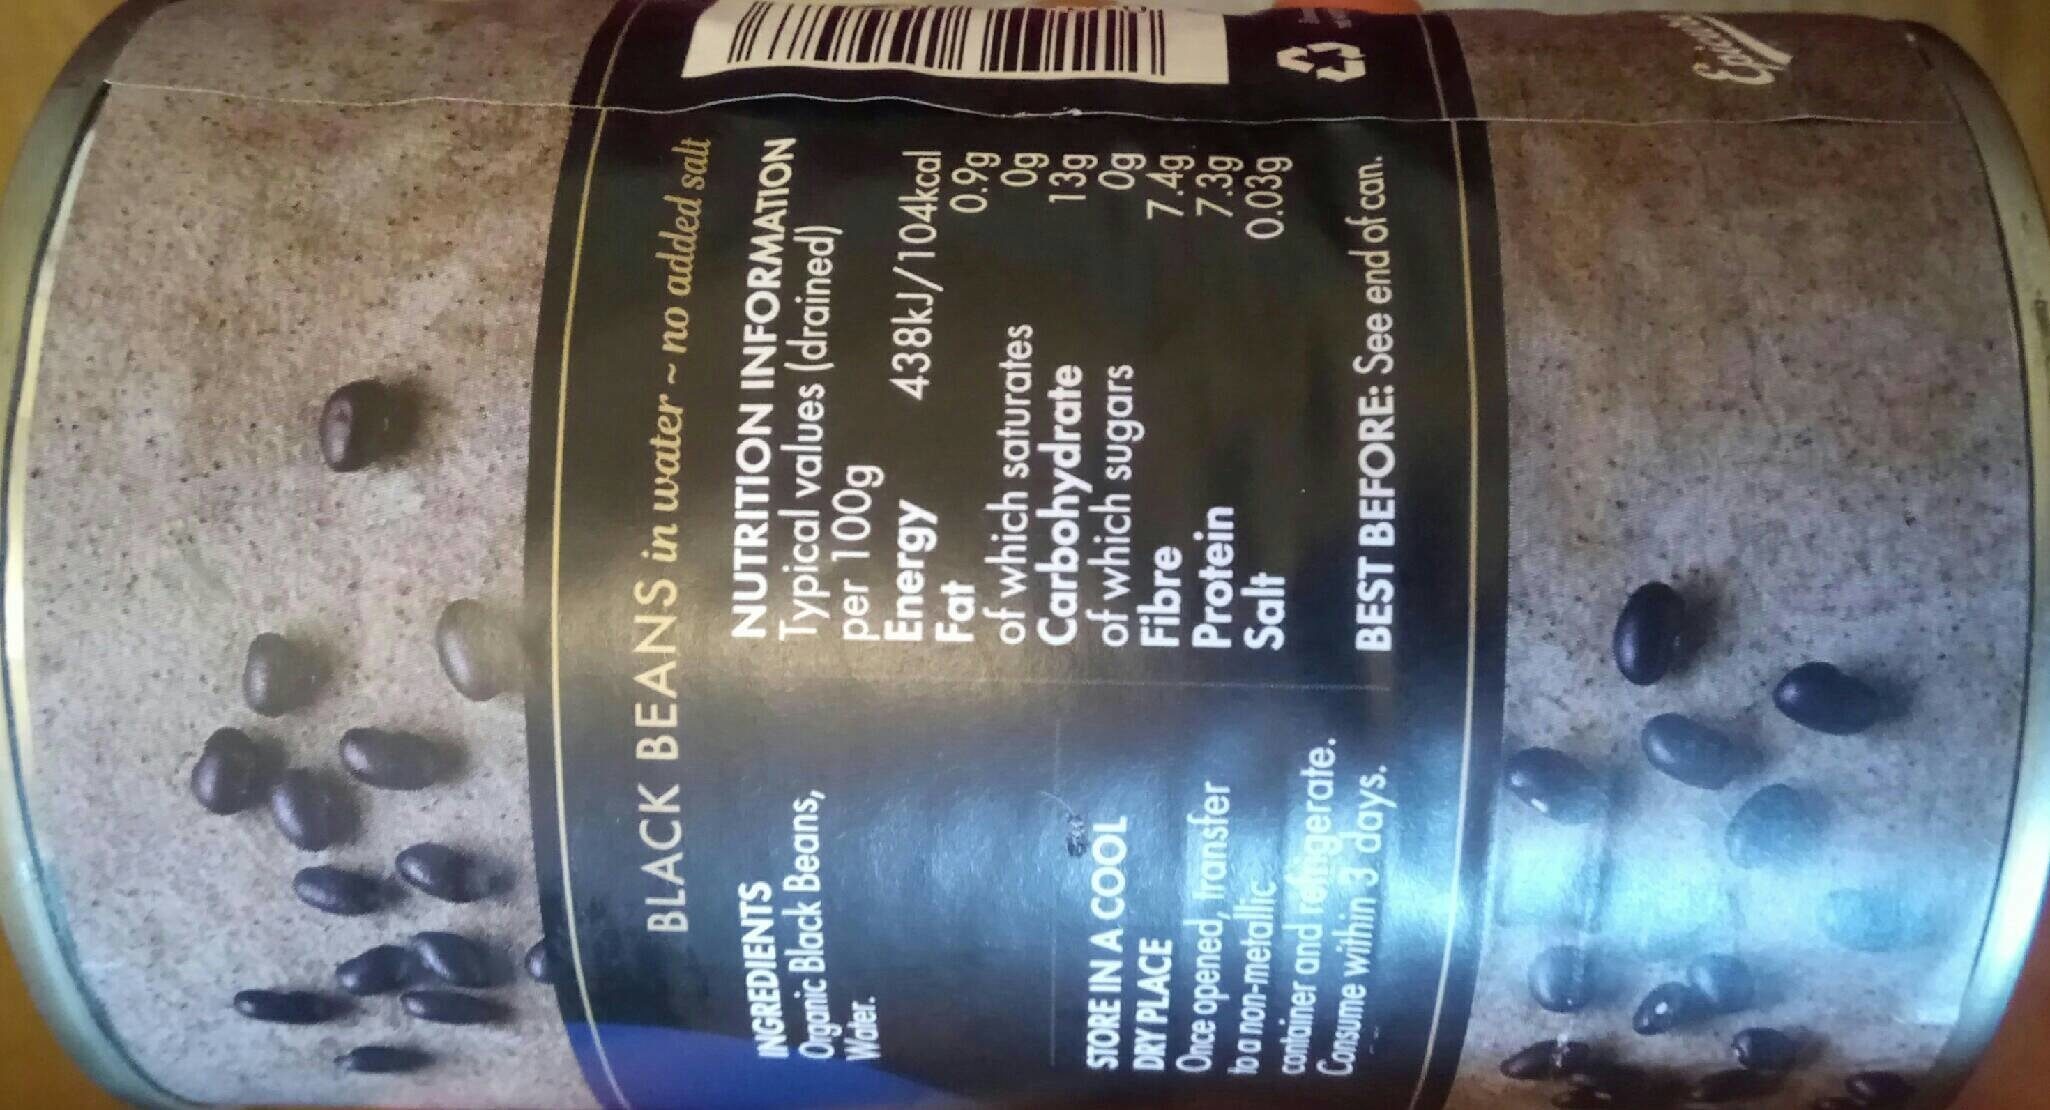 BLACK BEANS in water ~ no added salt
INGREDIENTS
Organic Black Beans,
Water.
STORE IN A COOL
DRY PLACE
Once opened, transfer
to a non-metallic
container and refrigerate.
Consume within 3 days.
NUTRITION INFORMATION
Typical values (drained)
per 100g
Energy 438kJ/104kcal
Fat 0.9g
of which saturates 0g
Carbohydrate 13g
of which sugars 0g
Fibre 7.4g
Protein 7.3g
Salt 0.03g
BEST BEFORE: See end of can.